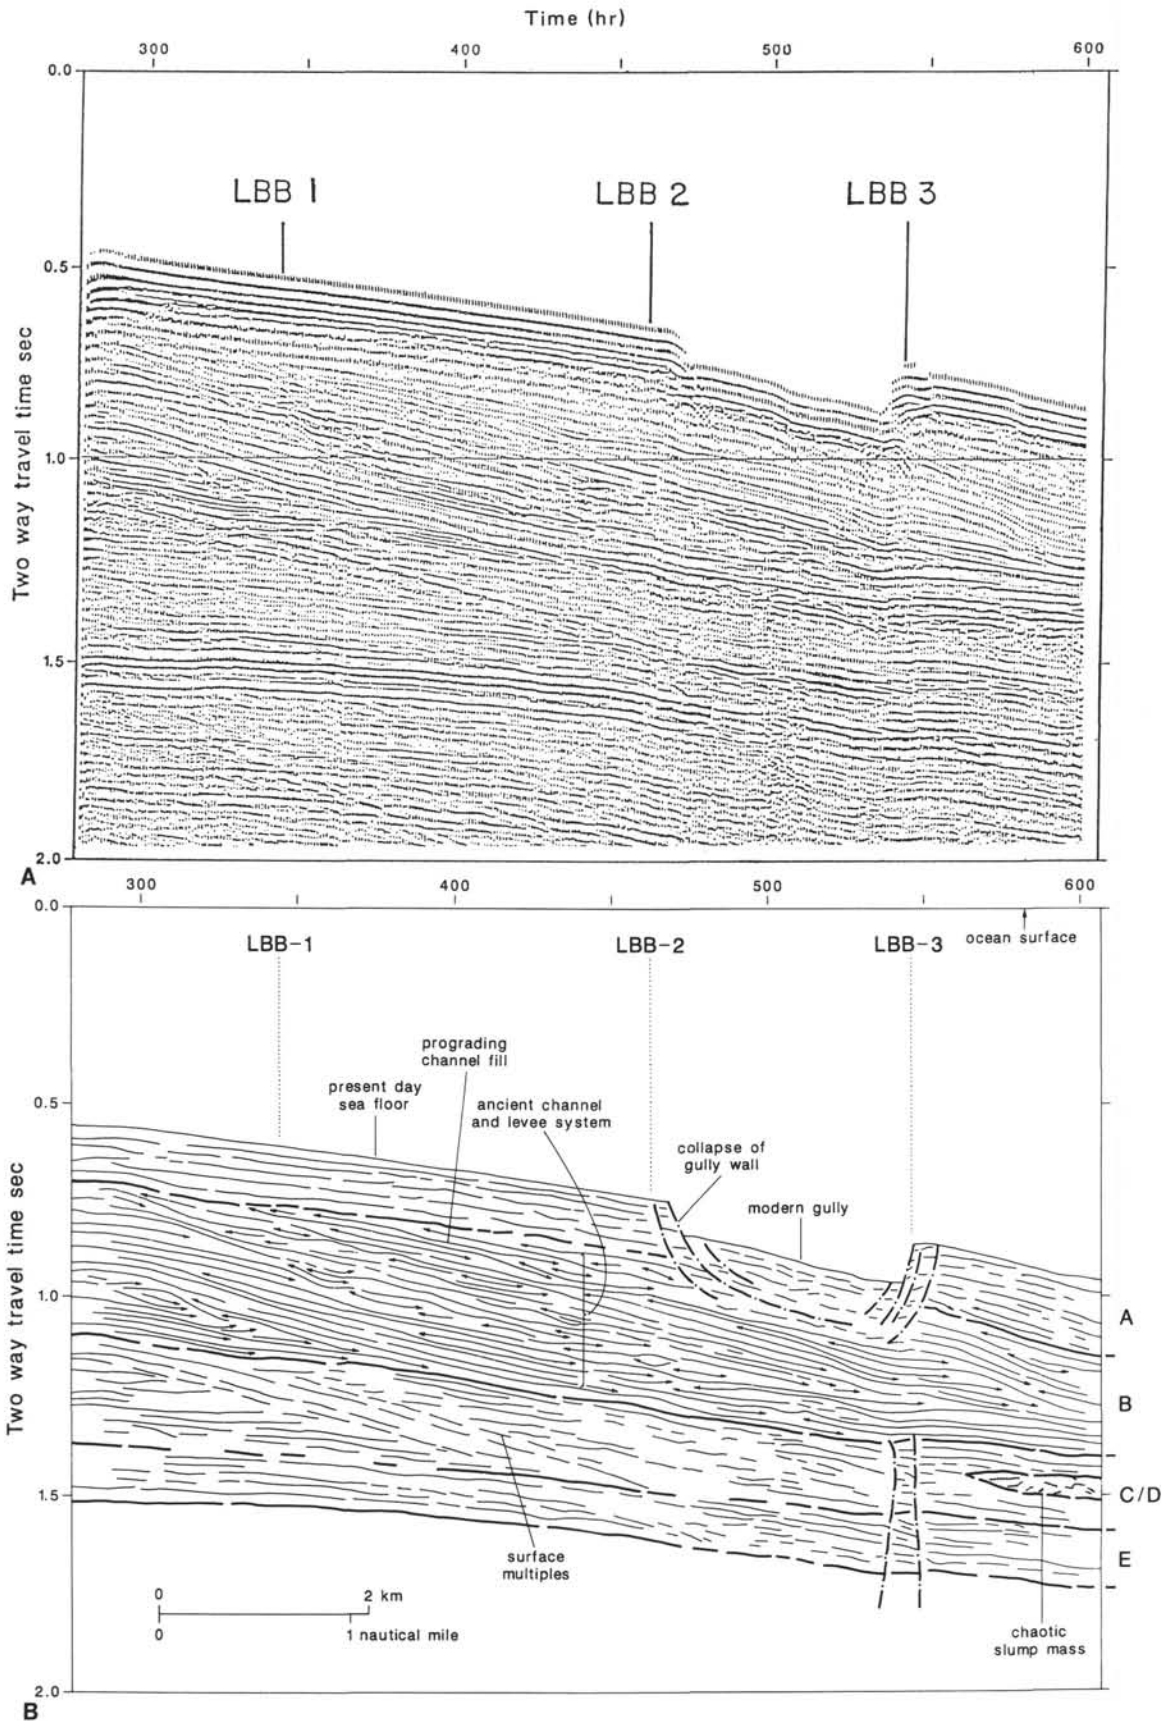 Time (hr)
300 400 500 600
0.0
LBB 1 LBB 2 LBB 3
0.5
1.0
1.5
2.0
Two way travel time sec
A
300 400 500 600
0.0
LBB-1 LBB-2 LBB-3 ocean surface
prograding
channel fill
present day
sea floor
ancient channel
and levee system
collapse of
gully wall
modern gully
0.5
1.0
1.5
2.0
Two way travel time sec
A
B
C/D
E
surface
multiples
chaotic
slump mass
0 2 km
0 1 nautical mile
B